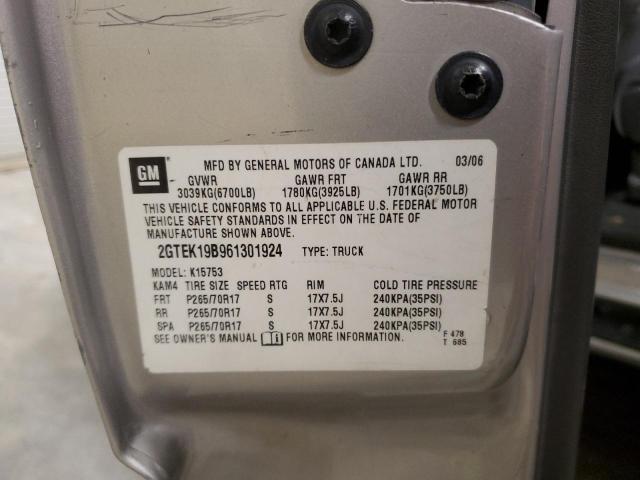 GM
MFD BY GENERAL MOTORS OF CANADA LTD. 03/06
GVWR GAWR FRT GAWR RR
3039KG(6700LB) 1780KG(3925LB) 1701KG(3750LB)
THIS VEHICLE CONFORMS TO ALL APPLICABLE U.S. FEDERAL MOTOR
VEHICLE SAFETY STANDARDS IN EFFECT ON THE DATE OF
MANUFACTURE SHOWN ABOVE.
2GTEK19B961301924 TYPE: TRUCK
MODEL: K15753
KAM4 TIRE SIZE SPEED RTG RIM COLD TIRE PRESSURE
FRT P265/70R17 S 17X7.5J 240KPA(35PSI)
RR P265/70R17 S 17X7.5J 240KPA(35PSI)
SPA P265/70R17 S 17X7.5J 240KPA(35PSI)
SEE OWNER'S MANUAL FOR MORE INFORMATION.
F 478
T 685